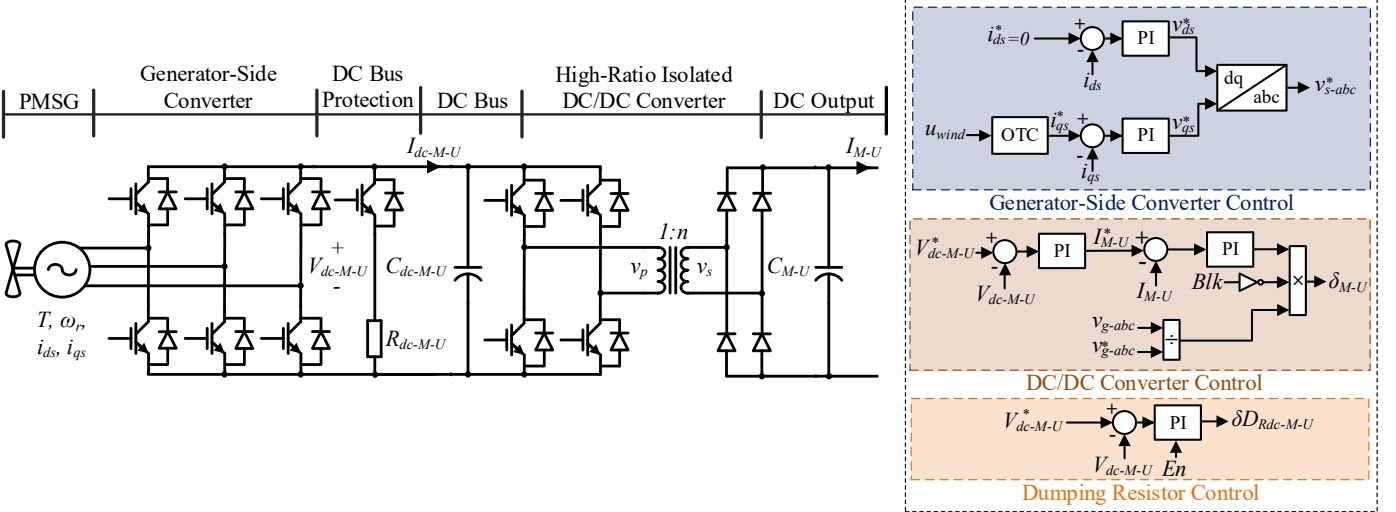 PMSG
Generator-Side
Converter
DC Bus
Protection
DC Bus
High-Ratio Isolated
DC/DC Converter
DC Output
I_dc-M-U
I_M-U
1:n
+
V_dc-M-U
-
C_dc-M-U
v_p
v_s
C_M-U
R_dc-M-U
T, ω_r,
i_ds, i_qs
i*_ds=0
+
-
i_ds
PI
v*_ds
dq
abc
v*_s-abc
u_wind
OTC
i*_qs
+
-
i_qs
PI
v*_qs
Generator-Side Converter Control
V*_dc-M-U
+
-
V_dc-M-U
PI
I*_M-U
+
-
I_M-U
PI
Blk
×
δ_M-U
v_g-abc
v*_g-abc
÷
DC/DC Converter Control
V*_dc-M-U
+
-
V_dc-M-U
PI
En
δD_Rdc-M-U
Dumping Resistor Control